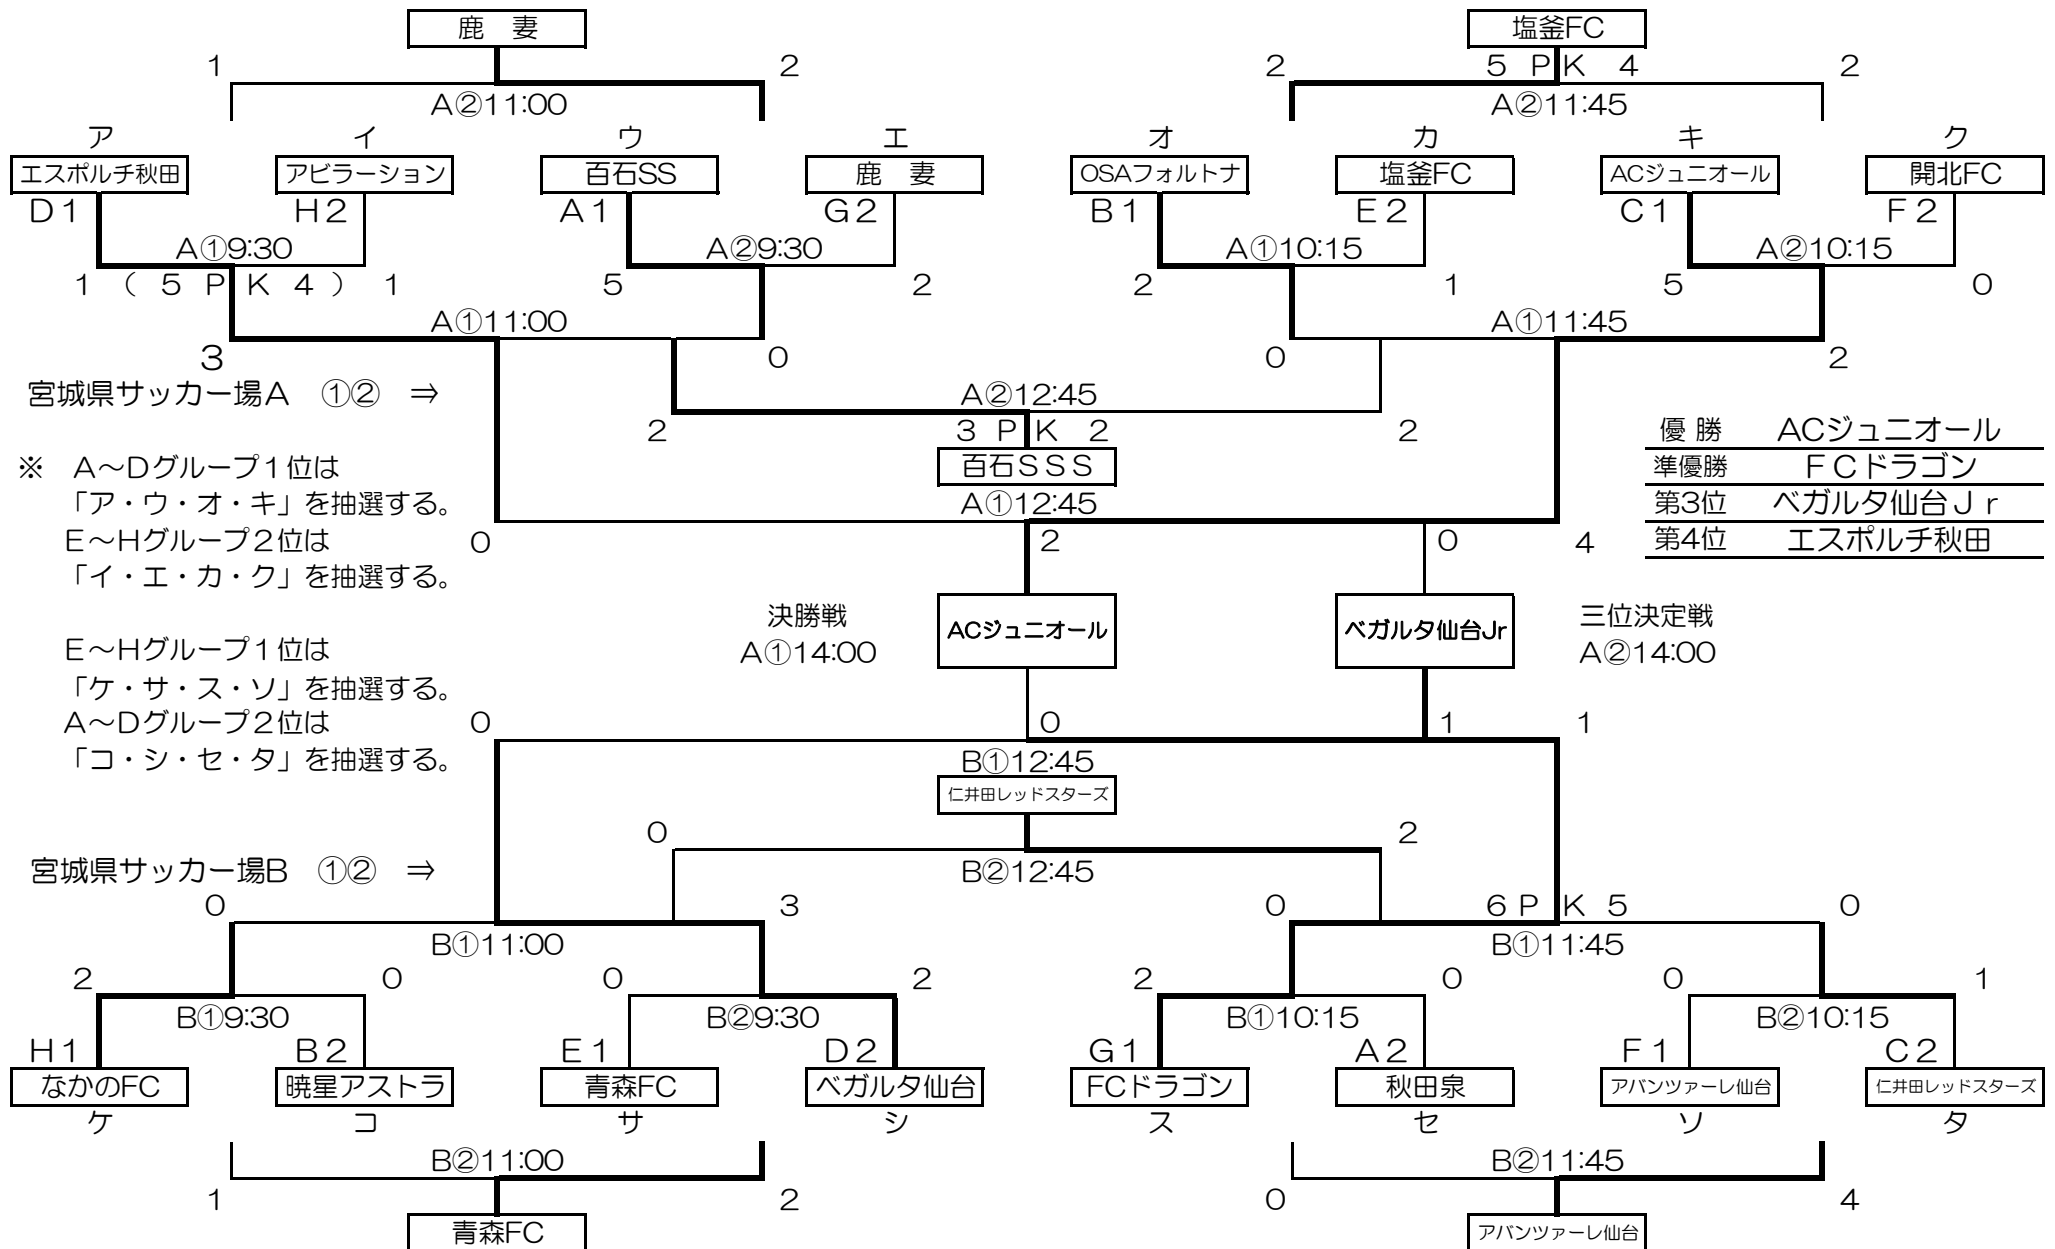 鹿　妻　塩釜FC
1　2　2　5　P　K　4　2
A②11:00　A②11:45
ア　イ　ウ　エ　オ　カ　キ　ク
エスポルチ秋田　アビラーション　百石SS　鹿　妻　OSAフォルトナ　塩釜FC　ACジュニオール　開北FC
D1　H2　A1　G2　B1　E2　C1　F2
A①9:30　A②9:30　A①10:15　A②10:15
1　（　5　P　K　4　）　1　5　2　2　1　5　0
A①11:00　A①11:45
3　0　0　2
宮城県サッカー場A　①②　⇒　A②12:45
2　3　P　K　2　2　優 勝　ACジュニオール
※　A～Dグループ１位は　百石ＳＳＳ　準優勝　ＦＣドラゴン
「ア・ウ・オ・キ」を抽選する。　A①12:45　第3位　ベガルタ仙台Ｊｒ
E～Hグループ２位は　0　2　0　4　第4位　エスポルチ秋田
「イ・エ・カ・ク」を抽選する。
決勝戦　ACジュニオール　ベガルタ仙台Jr　三位決定戦
E～Hグループ１位は　A①14:00　A②14:00
「ケ・サ・ス・ソ」を抽選する。
A～Dグループ２位は　0　0　1　1
「コ・シ・セ・タ」を抽選する。　B①12:45
仁井田レッドスターズ
0　2
宮城県サッカー場B　①②　⇒　B②12:45
0　3　0　6　P　K　5　0
B①11:00　B①11:45
2　0　0　2　2　0　0　1
B①9:30　B②9:30　B①10:15　B②10:15
H1　B2　E1　D2　G1　A2　F1　C2
なかのFC　暁星アストラ　青森FC　ベガルタ仙台　FCドラゴン　秋田泉　アバンツァーレ仙台　仁井田レッドスターズ
ケ　コ　サ　シ　ス　セ　ソ　タ
B②11:00　B②11:45
1　2　0　4
青森FC　アバンツァーレ仙台